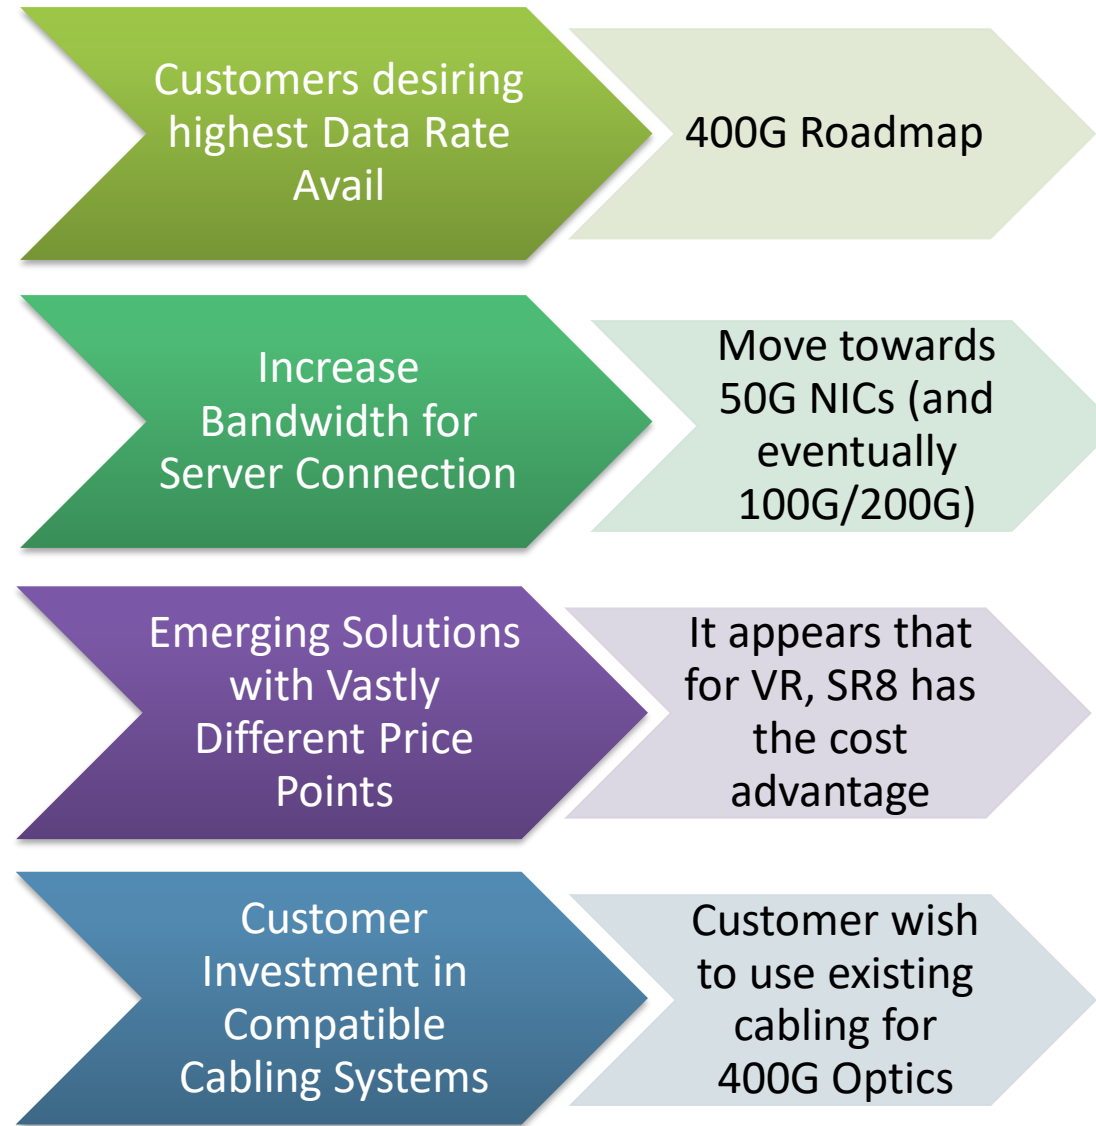 Customers desiring
highest Data Rate
Avail
400G Roadmap
Increase
Bandwidth for
Server Connection
Move towards
50G NICs (and
eventually
100G/200G)
Emerging Solutions
with Vastly
Different Price
Points
It appears that
for VR, SR8 has
the cost
advantage
Customer
Investment in
Compatible
Cabling Systems
Customer wish
to use existing
cabling for
400G Optics